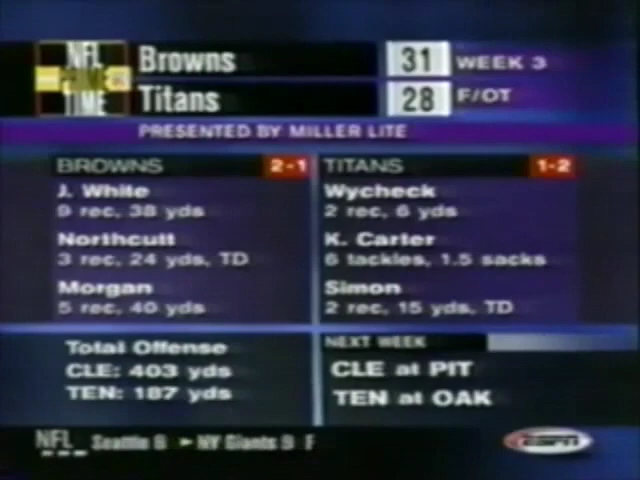 NFL
PRIME
TIME
Browns 31 WEEK 3
Titans 28 F/OT
PRESENTED BY MILLER LITE
BROWNS 2-1
J. White
9 rec, 38 yds
Northcutt
3 rec, 24 yds, TD
Morgan
5 rec, 40 yds
TITANS 1-2
Wycheck
2 rec, 6 yds
K. Carter
6 tackles, 1.5 sacks
Simon
2 rec, 15 yds, TD
Total Offense
CLE: 403 yds
TEN: 187 yds
NEXT WEEK
CLE at PIT
TEN at OAK
NFL Seattle 6 NY Giants 9 F
ESPN